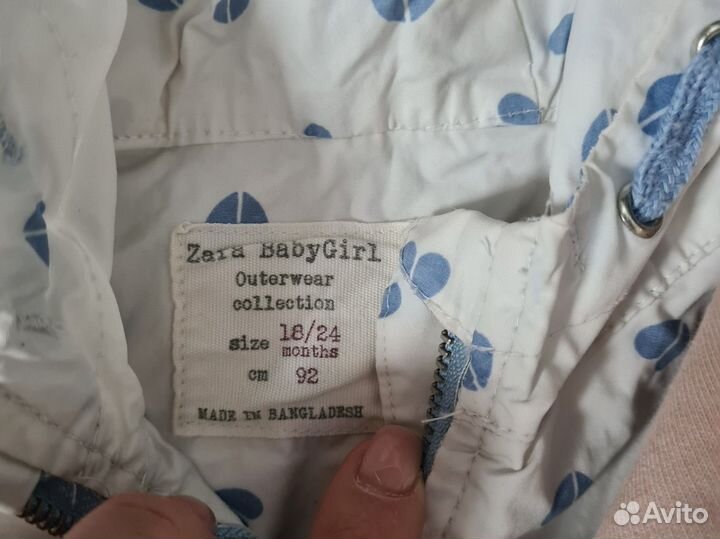 Zara BabyGirl
Outerwear
collection
size 18/24
months
cm 92
MADE IN BANGLADESH
Avito